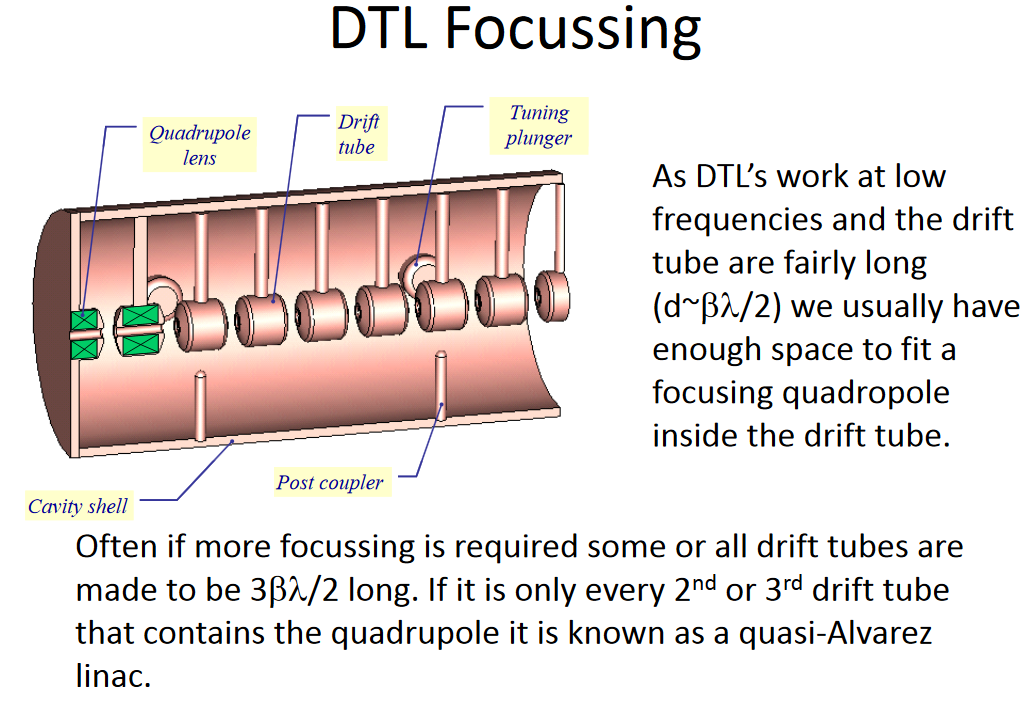 DTL Focussing
Quadrupole
lens
Drift
tube
Tuning
plunger
As DTL’s work at low
frequencies and the drift
tube are fairly long
(d~βλ/2) we usually have
enough space to fit a
focusing quadropole
inside the drift tube.
Post coupler
Cavity shell
Often if more focussing is required some or all drift tubes are
made to be 3βλ/2 long. If it is only every 2nd or 3rd drift tube
that contains the quadrupole it is known as a quasi-Alvarez
linac.